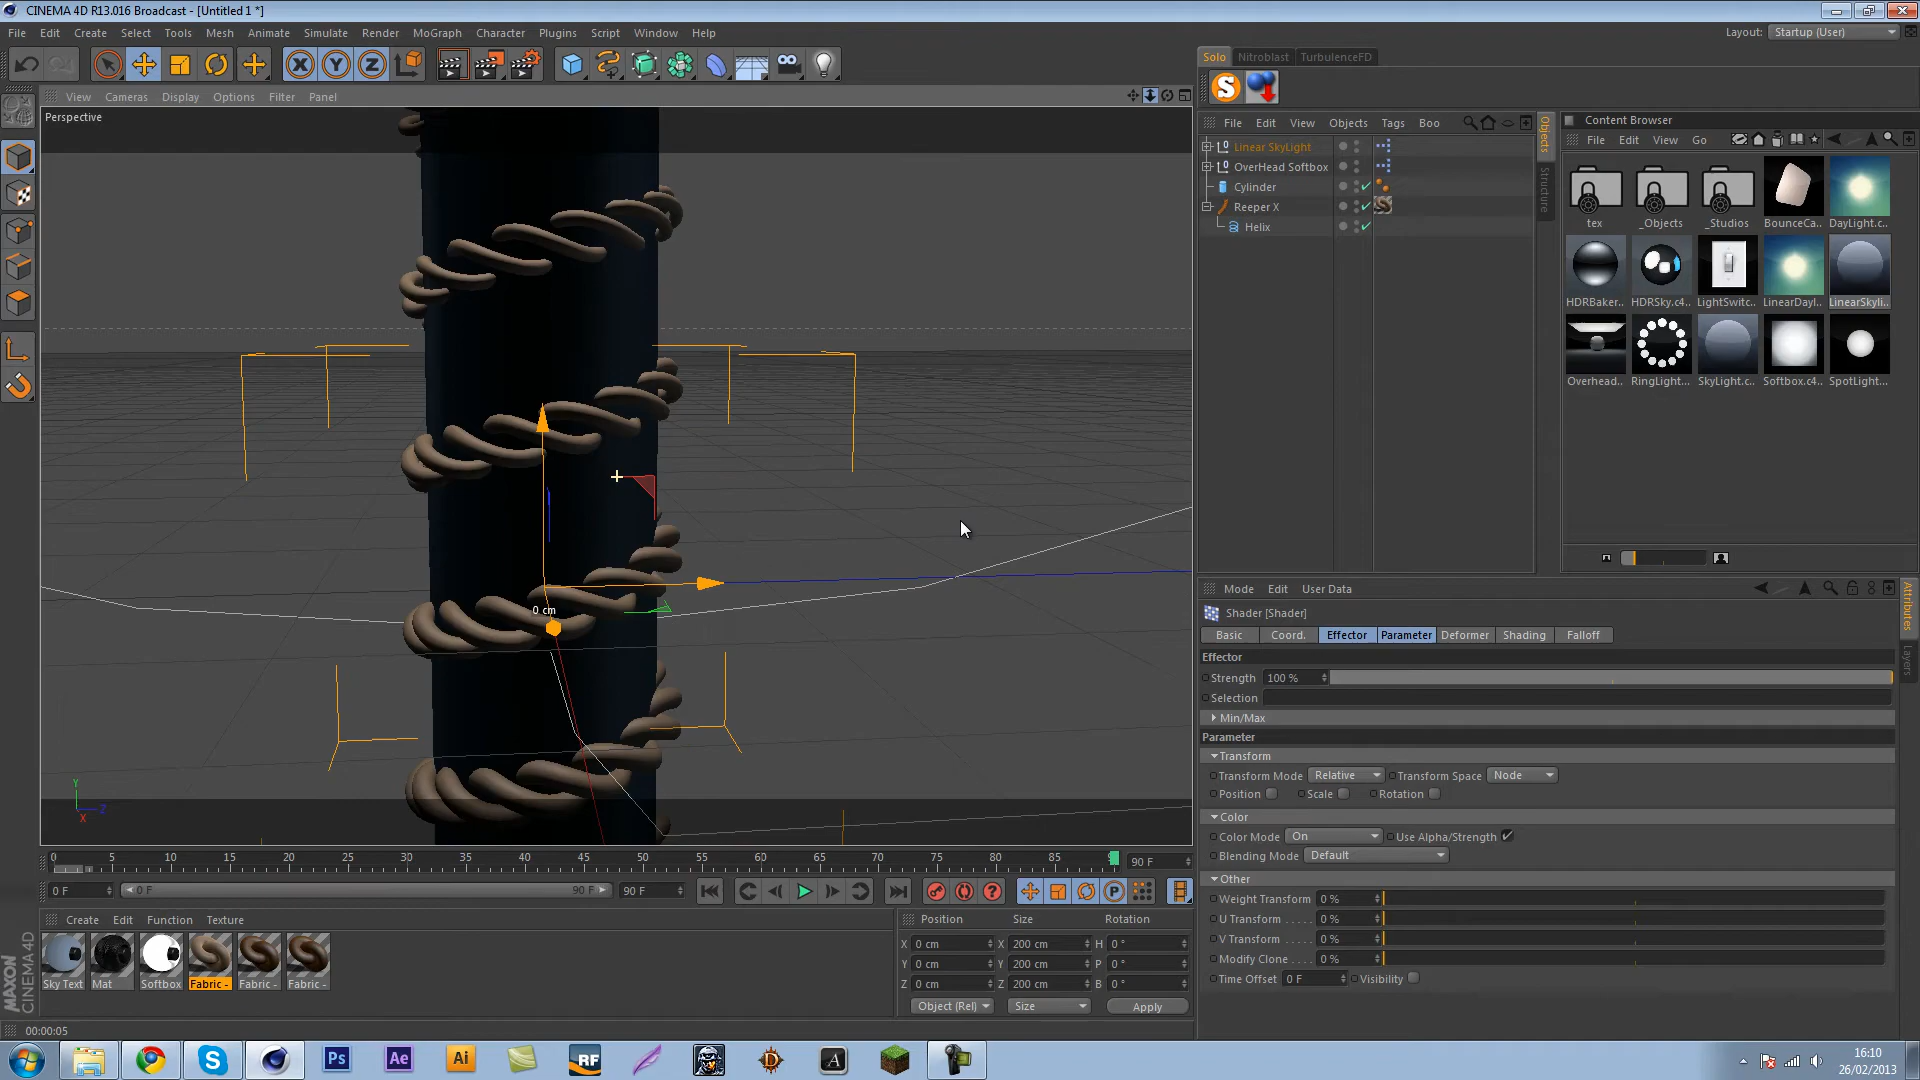 CINEMA 4D R13.016 Broadcast - [Untitled 1 *]
File Edit Create Select Tools Mesh Animate Simulate Render MoGraph Character Plugins Script Window Help
Layout: Startup (User)
Solo Nitroblast TurbulenceFD
View Cameras Display Options Filter Panel
Perspective
File Edit View Objects Tags Boo
Linear SkyLight
OverHead Softbox
Cylinder
Reeper X
Helix
Objects
Structure
Content Browser
File Edit View Go
tex _Objects _Studios BounceCa.. DayLight.c..
HDRBaker.. HDRSky.c4.. LightSwitc.. LinearDayl.. LinearSkyli..
Overhead.. RingLight... SkyLight.c.. Softbox.c4.. SpotLight...
0 cm
Y
Z
X
Mode Edit User Data
Shader [Shader]
Basic Coord. Effector Parameter Deformer Shading Falloff
Effector
Strength 100 %
Selection
Min/Max
Parameter
Transform
Transform Mode Relative Transform Space Node
Position Scale Rotation
Color
Color Mode On Use Alpha/Strength
Blending Mode Default
Other
Weight Transform 0 %
U Transform ..... 0 %
V Transform ..... 0 %
Modify Clone .... 0 %
Time Offset 0 F Visibility
Attributes
Layers
0 5 10 15 20 25 30 35 40 45 50 55 60 65 70 75 80 85 90 F
0 F 0 F 90 F 90 F
Create Edit Function Texture
Sky Text Mat Softbox Fabric - Fabric - Fabric -
Position Size Rotation
X 0 cm X 200 cm H 0 °
Y 0 cm Y 200 cm P 0 °
Z 0 cm Z 200 cm B 0 °
Object (Rel) Size Apply
MAXON
CINEMA 4D
00:00:05
Ps Ae Ai RF A
16:10
26/02/2013